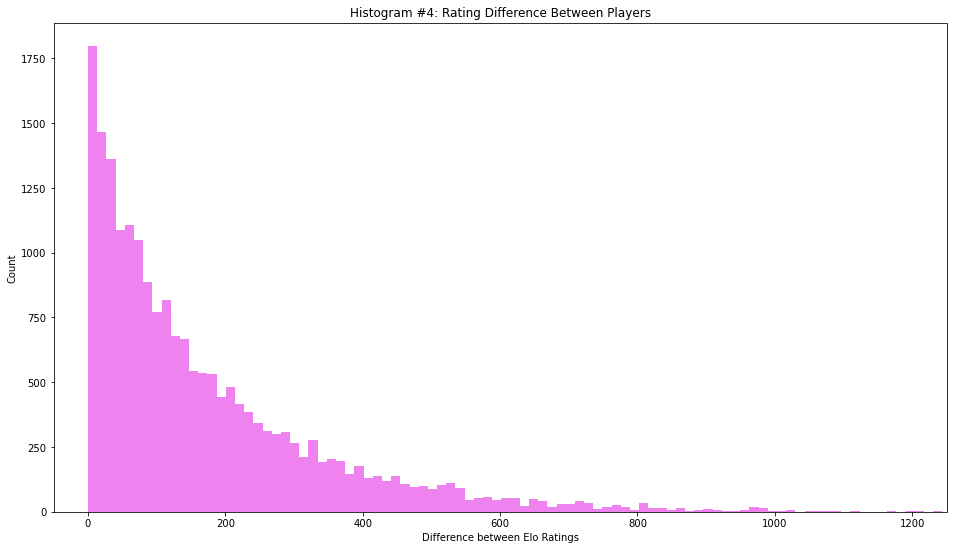 Histogram #4: Rating Difference Between Players
1750
1500
1250
1000
750
500
250
0
Count
0 200 400 600 800 1000 1200
Difference between Elo Ratings